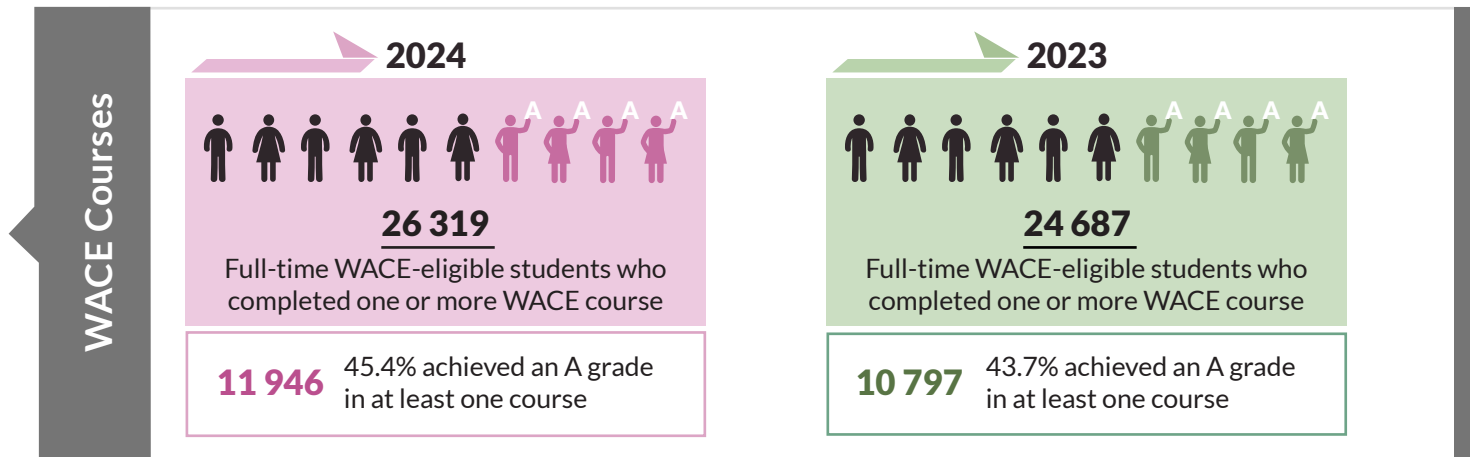 WACE Courses
2024
A A A A
26 319
Full-time WACE-eligible students who
completed one or more WACE course
11 946
45.4% achieved an A grade
in at least one course
2023
A A A A
24 687
Full-time WACE-eligible students who
completed one or more WACE course
10 797
43.7% achieved an A grade
in at least one course